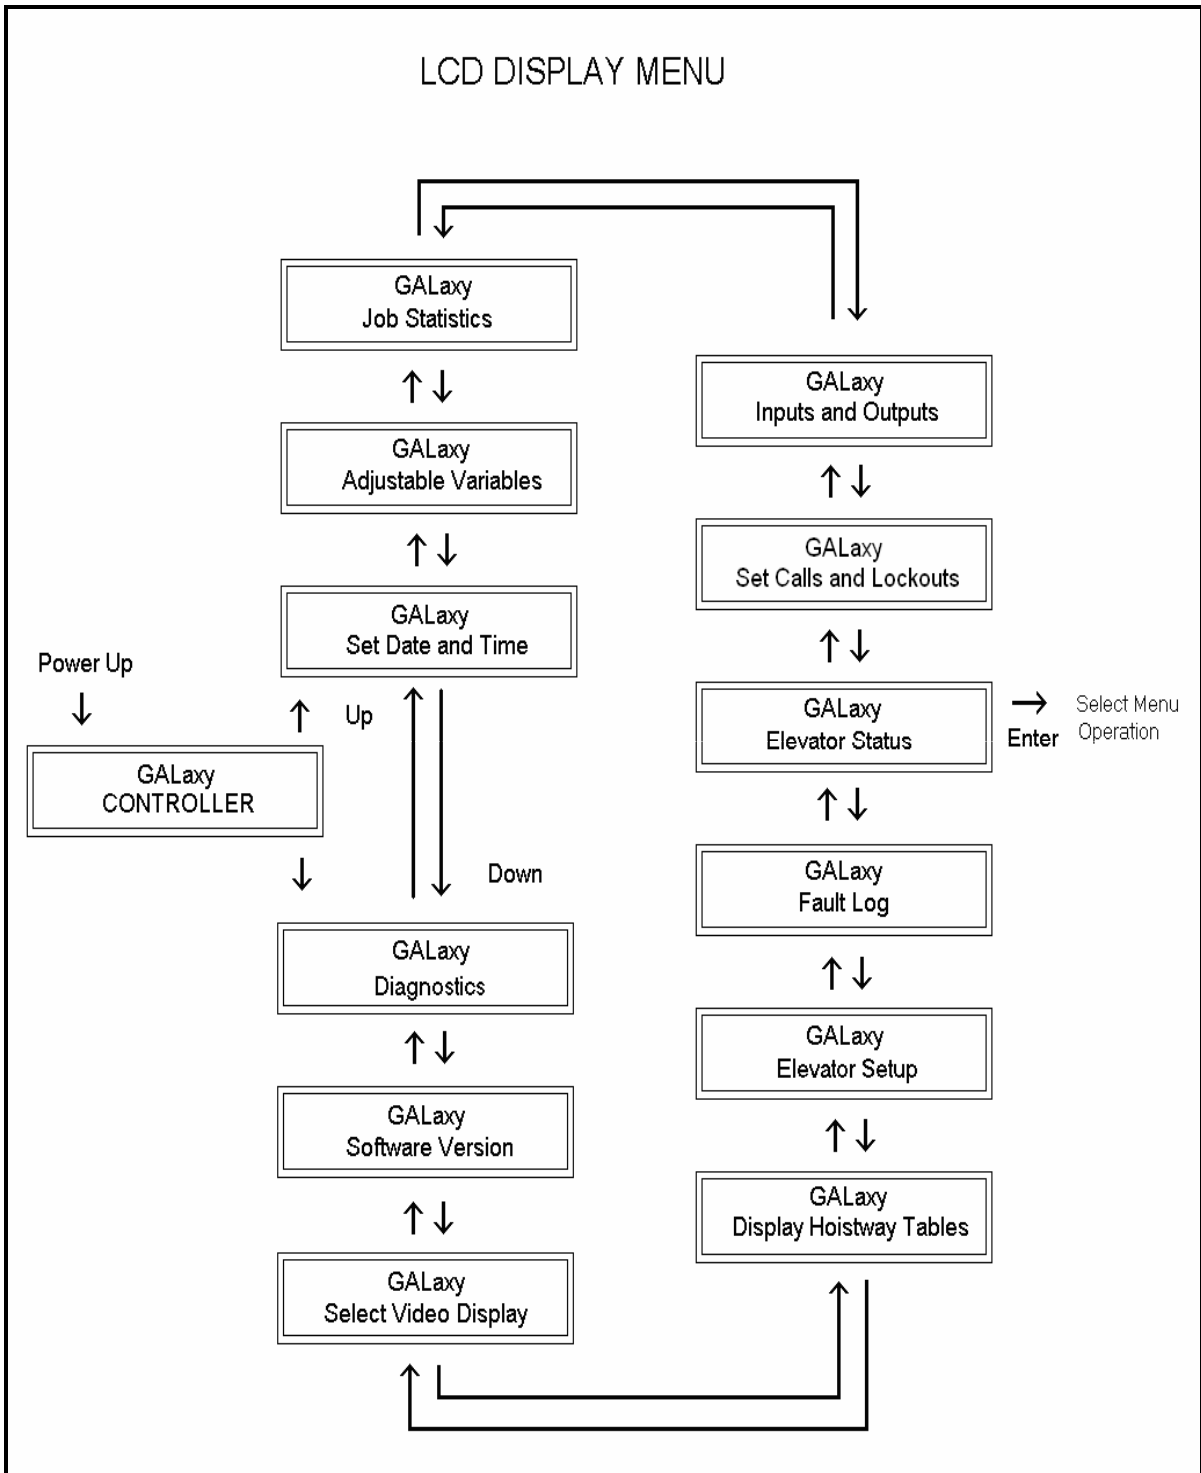 LCD DISPLAY MENU
GALaxy
Job Statistics
GALaxy
Adjustable Variables
GALaxy
Set Date and Time
Power Up
Up
GALaxy
CONTROLLER
Down
GALaxy
Diagnostics
GALaxy
Software Version
GALaxy
Select Video Display
GALaxy
Inputs and Outputs
GALaxy
Set Calls and Lockouts
GALaxy
Elevator Status
Enter
Select Menu
Operation
GALaxy
Fault Log
GALaxy
Elevator Setup
GALaxy
Display Hoistway Tables